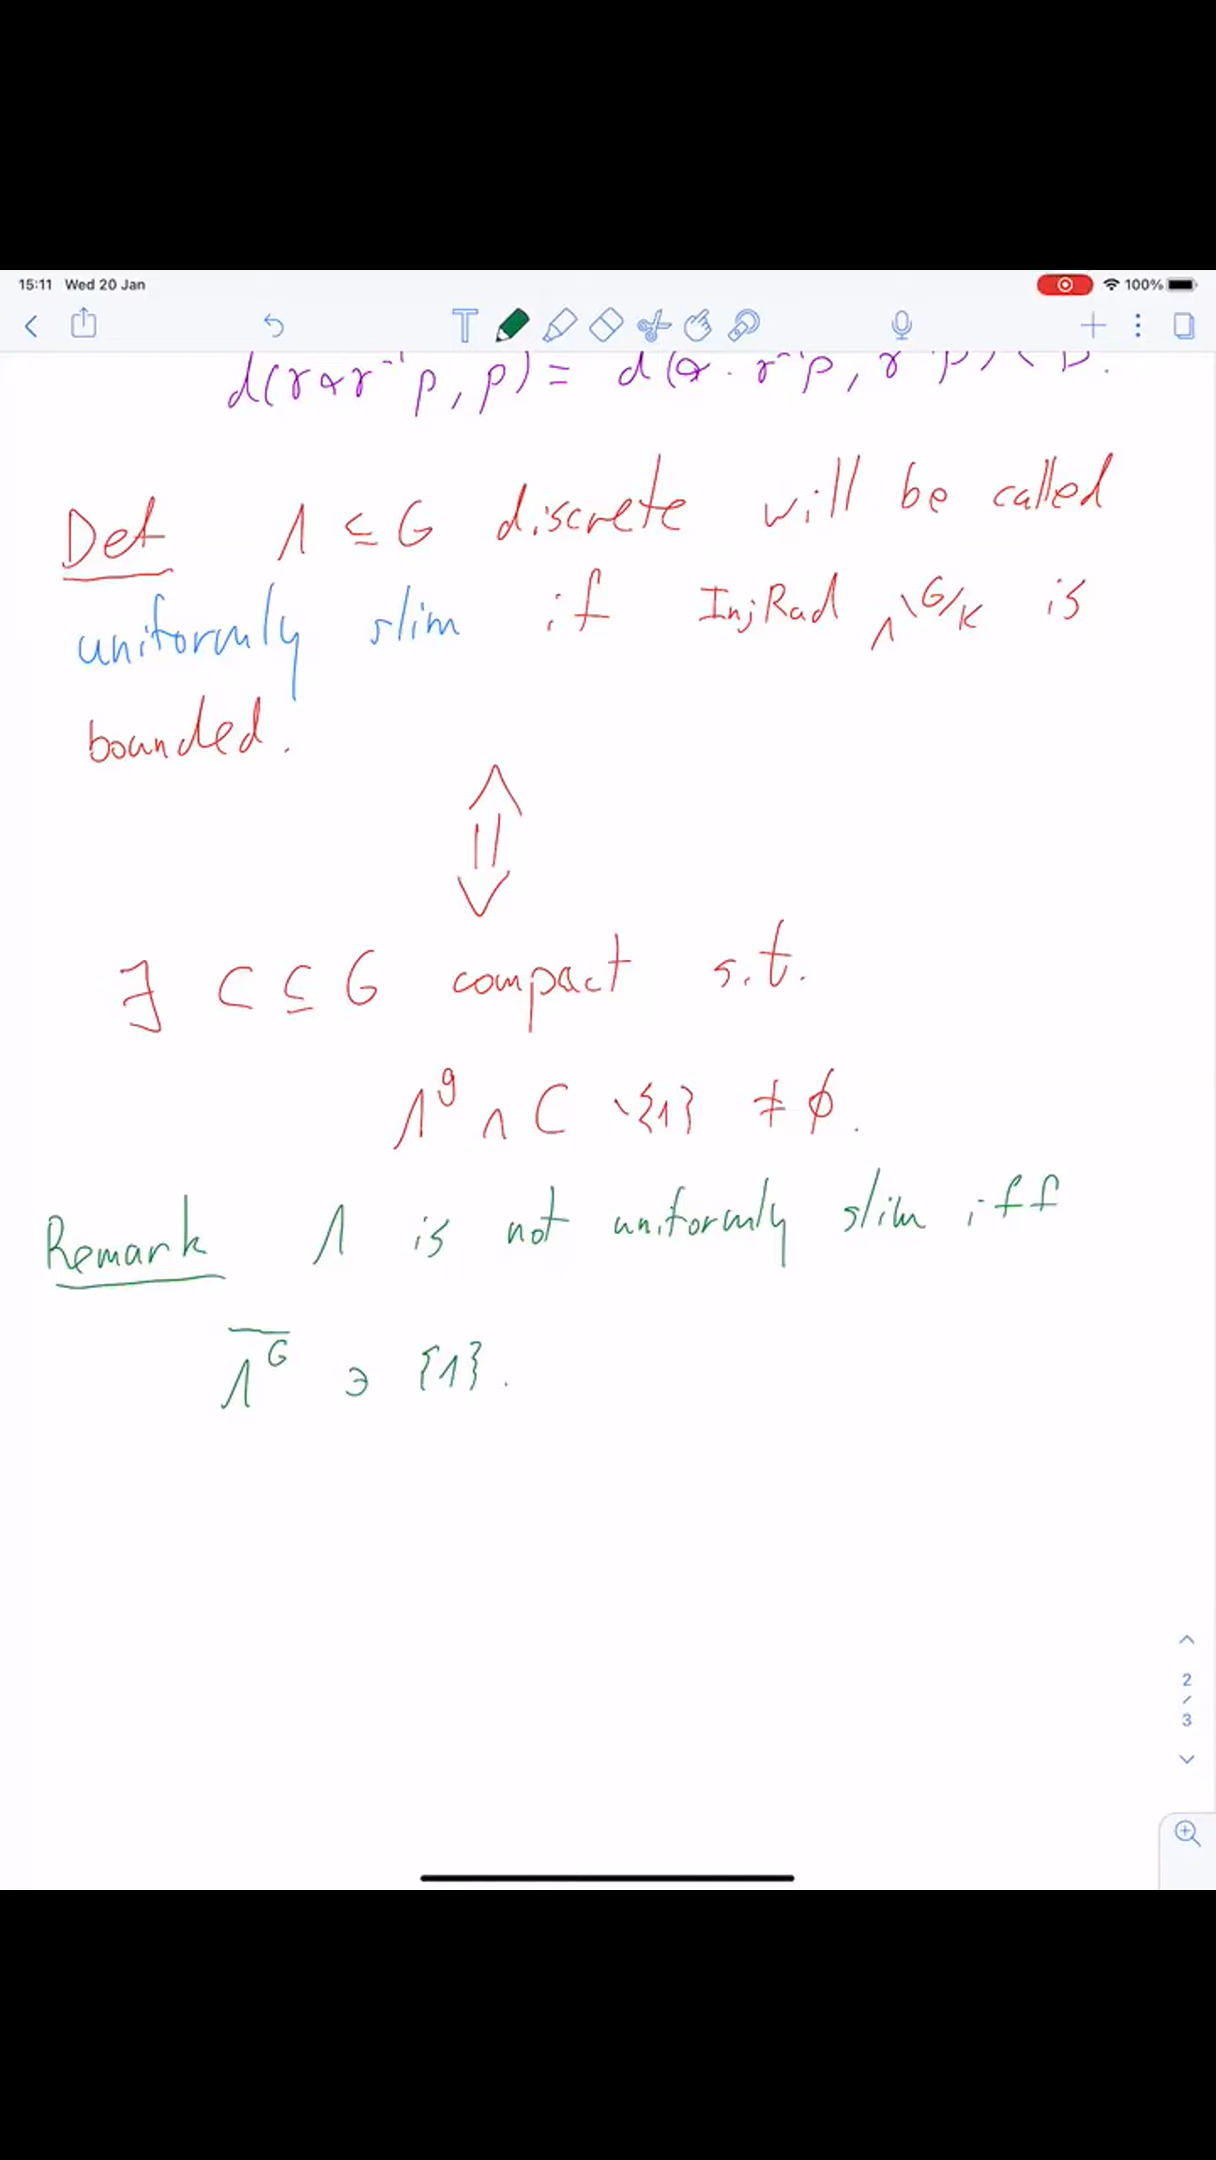 15:11 Wed 20 Jan 100%
T
d(γαγ⁻¹p, p) = d(α·γ⁻¹p, γ⁻¹p)
Def Λ ⊆ G discrete will be called
uniformly slim if InjRad Λ\G/K is
bounded.
⇕
∃ C ⊆ G compact s.t.
Λ^g ∩ C \ {1} ≠ ∅.
Remark Λ is not uniformly slim iff
\overline{Λ^G} ∋ {1}.
2
/
3